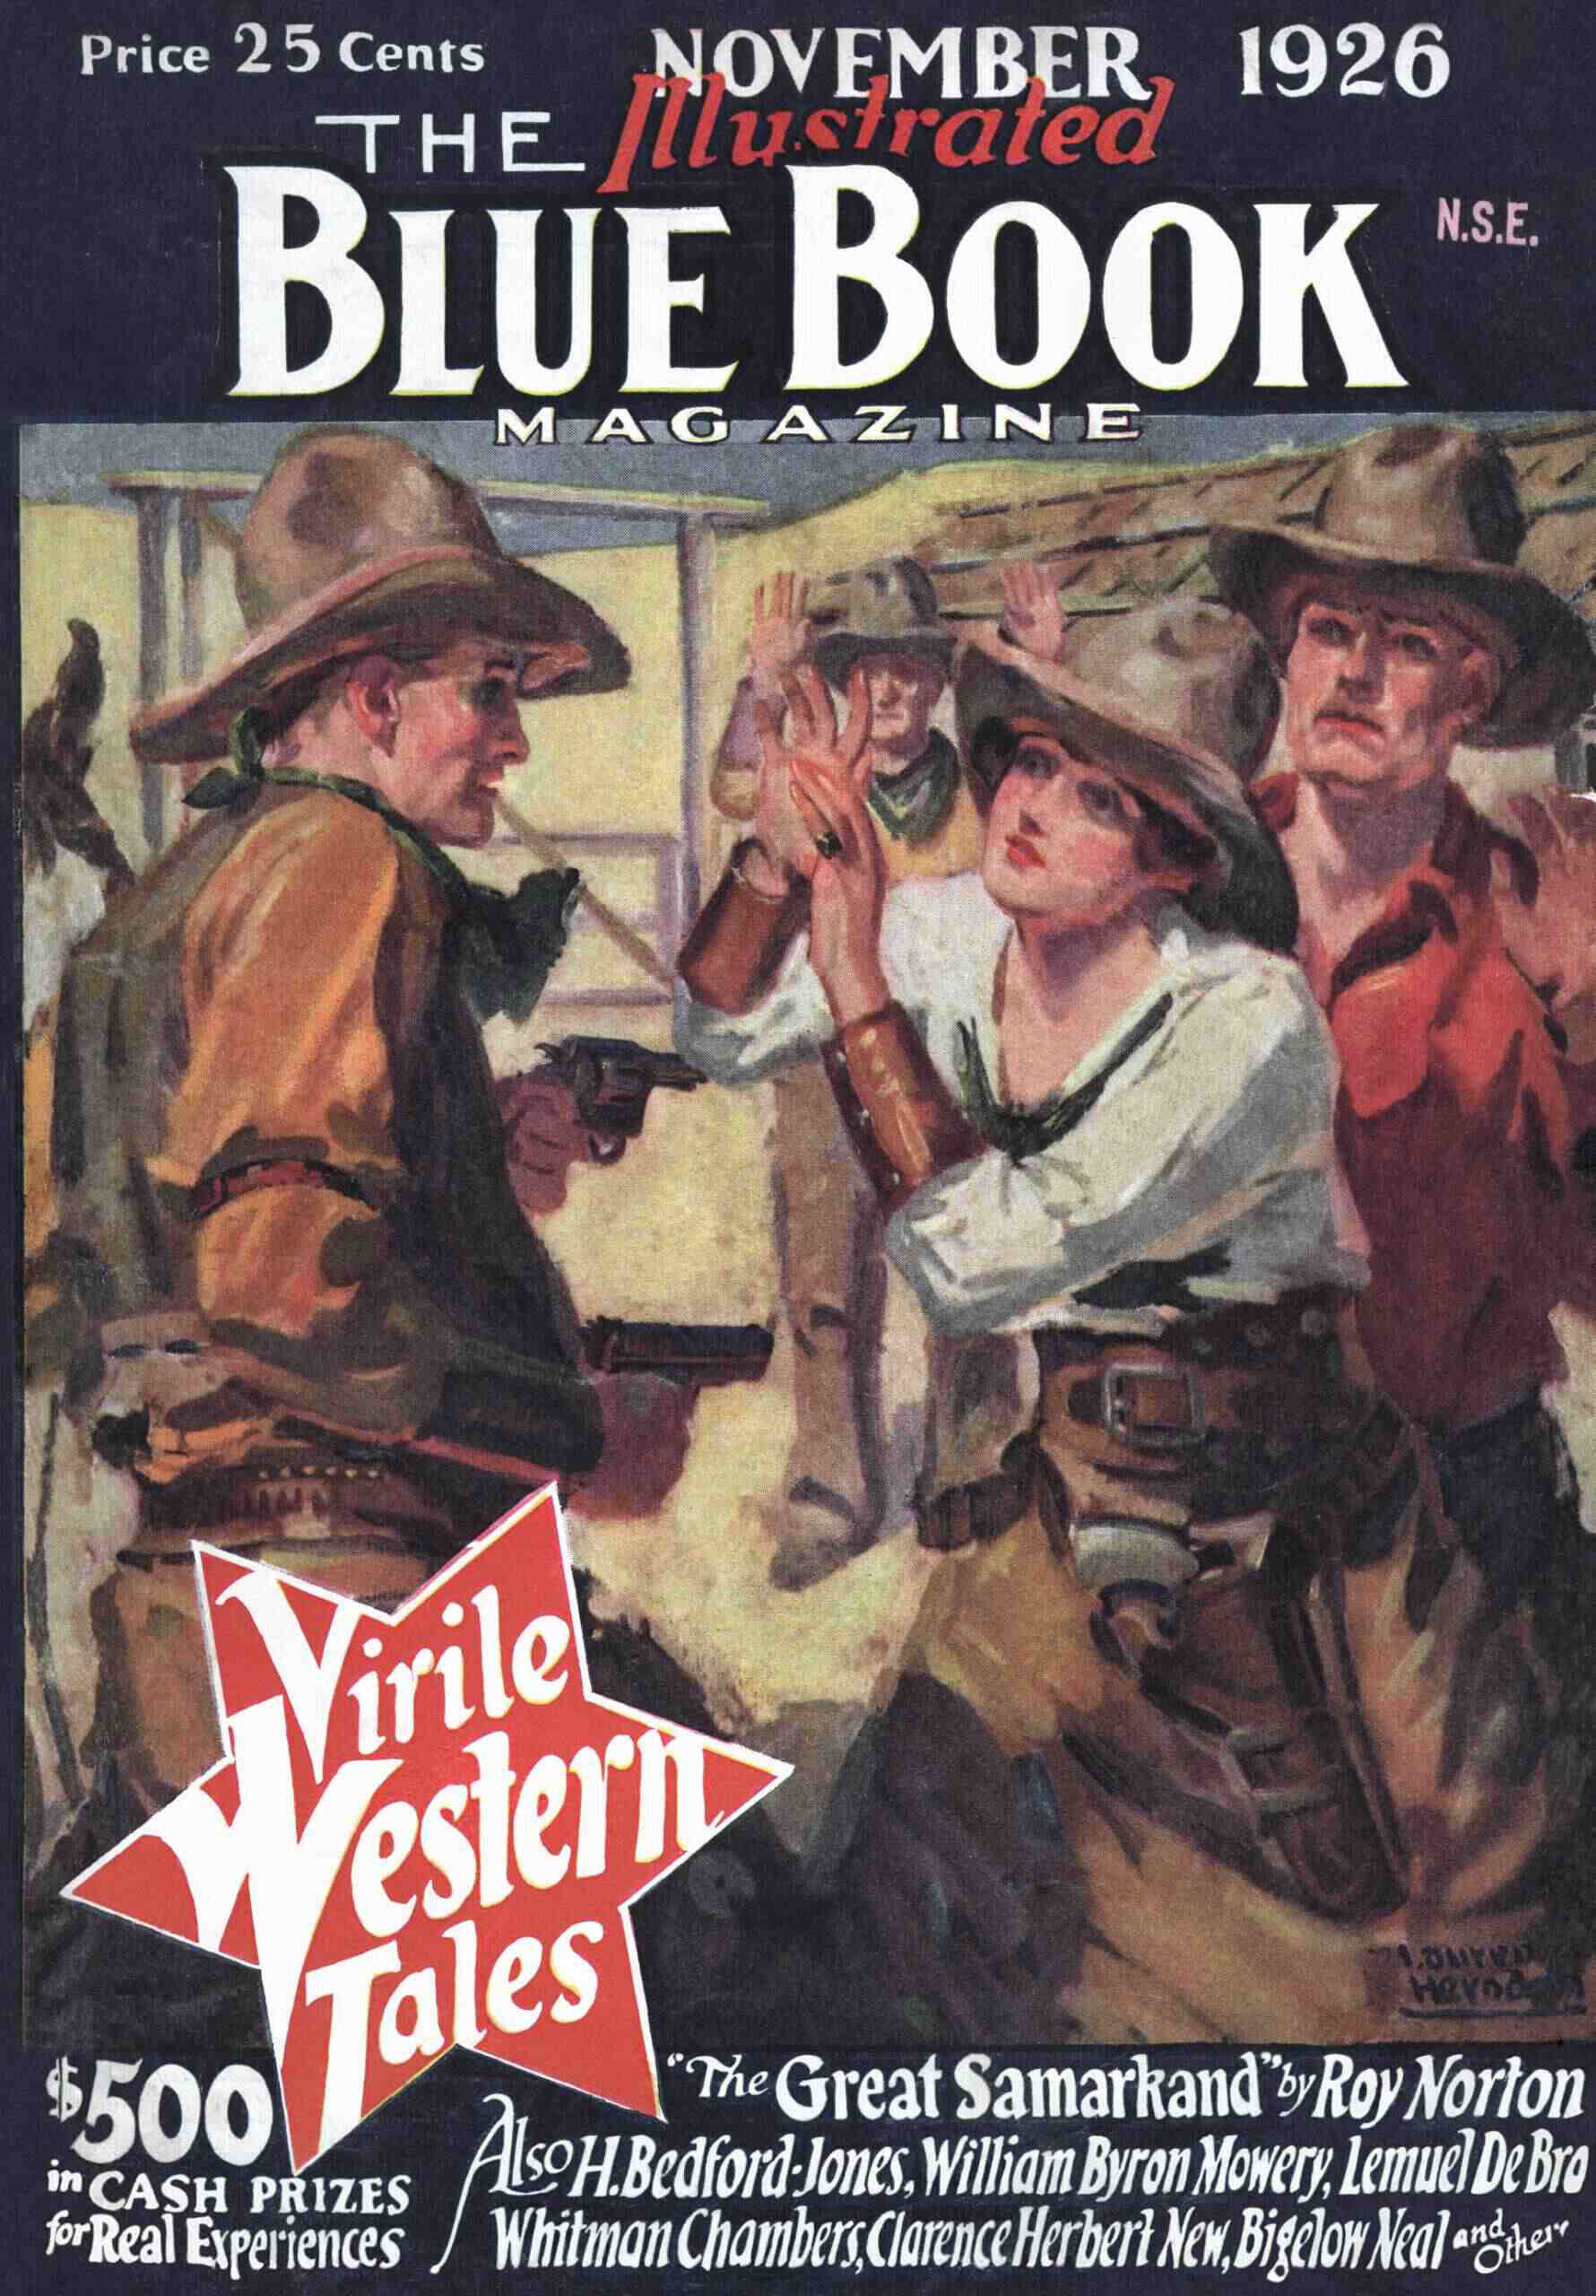 Price 25 Cents NOVEMBER 1926
THE Illustrated
BLUE BOOK
N.S.E.
MAGAZINE
Virile
Western
Tales
$500
in CASH PRIZES
for Real Experiences
"The Great Samarkand" by Roy Norton
Also H. Bedford-Jones, William Byron Mowery, Lemuel De Bra
Whitman Chambers, Clarence Herbert New, Bigelow Neal and Others